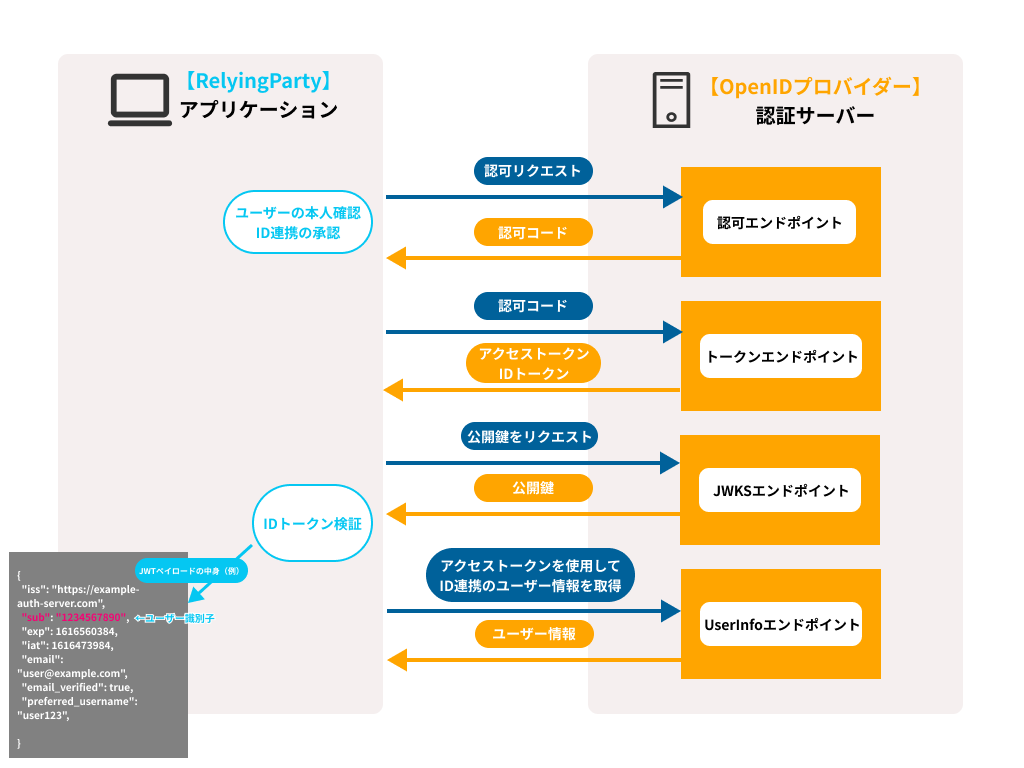 【RelyingParty】
アプリケーション
【OpenIDプロバイダー】
認証サーバー
認可リクエスト
ユーザーの本人確認
ID連携の承認
認可コード
認可エンドポイント
認可コード
アクセストークン
IDトークン
トークンエンドポイント
公開鍵をリクエスト
公開鍵
JWKSエンドポイント
IDトークン検証
アクセストークンを使用して
ID連携のユーザー情報を取得
ユーザー情報
UserInfoエンドポイント
JWTペイロードの中身（例）
{
"iss": "https://example-
auth-server.com",
"sub": "1234567890", ←ユーザー識別子
"exp": 1616560384,
"iat": 1616473984,
"email":
"user@example.com",
"email_verified": true,
"preferred_username":
"user123",
}